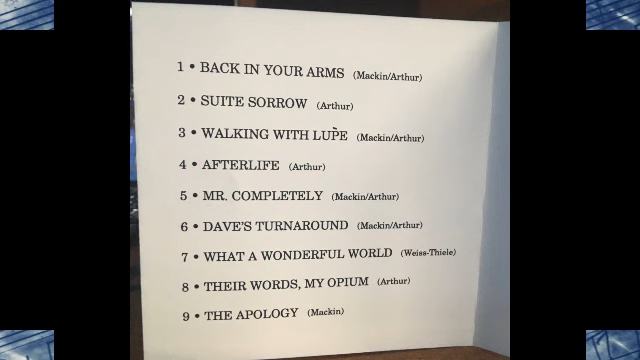 1 • BACK IN YOUR ARMS (Mackin/Arthur)
2 • SUITE SORROW (Arthur)
3 • WALKING WITH LUPÈ (Mackin/Arthur)
4 • AFTERLIFE (Arthur)
5 • MR. COMPLETELY (Mackin/Arthur)
6 • DAVE'S TURNAROUND (Mackin/Arthur)
7 • WHAT A WONDERFUL WORLD (Weiss-Thiele)
8 • THEIR WORDS, MY OPIUM (Arthur)
9 • THE APOLOGY (Mackin)